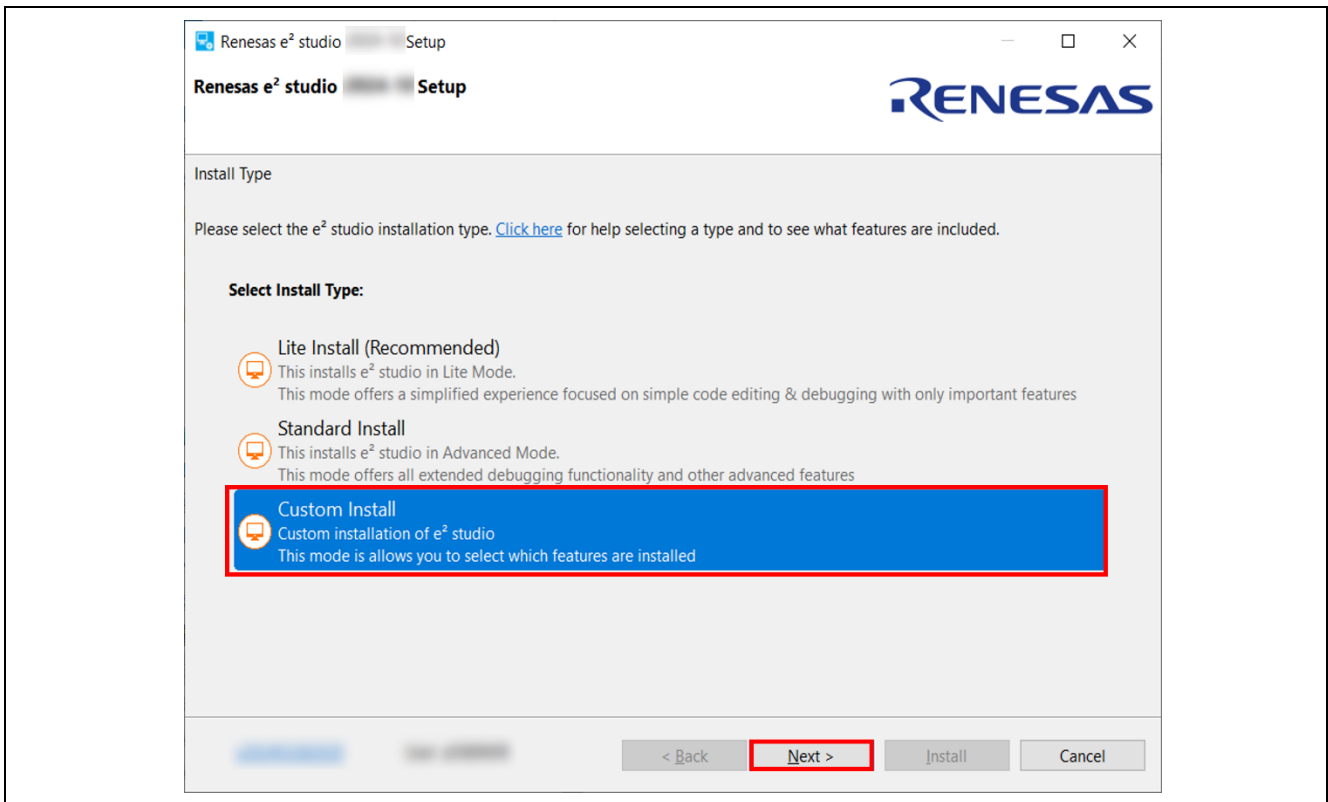 Renesas e² studio Setup
Renesas e² studio Setup
RENESAS
Install Type
Please select the e² studio installation type. Click here for help selecting a type and to see what features are included.
Select Install Type:
Lite Install (Recommended)
This installs e² studio in Lite Mode.
This mode offers a simplified experience focused on simple code editing & debugging with only important features
Standard Install
This installs e² studio in Advanced Mode.
This mode offers all extended debugging functionality and other advanced features
Custom Install
Custom installation of e² studio
This mode is allows you to select which features are installed
< Back Next > Install Cancel